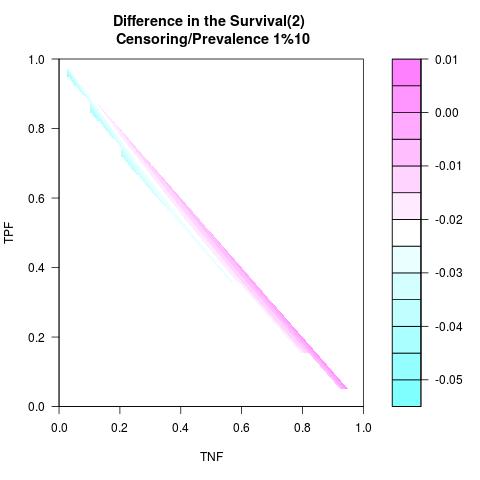 Difference in the Survival(2)
Censoring/Prevalence 1%10
1.0
0.8
0.6
0.4
0.2
0.0
TPF
0.0 0.2 0.4 0.6 0.8 1.0
TNF
0.01
0.00
-0.01
-0.02
-0.03
-0.04
-0.05